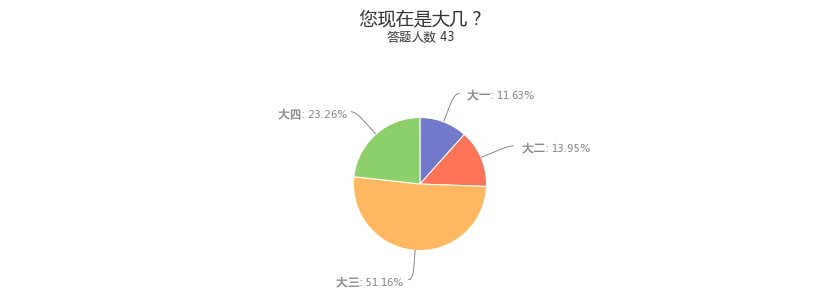 您现在是大几？
答题人数 43
大一: 11.63%
大四: 23.26%
大二: 13.95%
大三: 51.16%